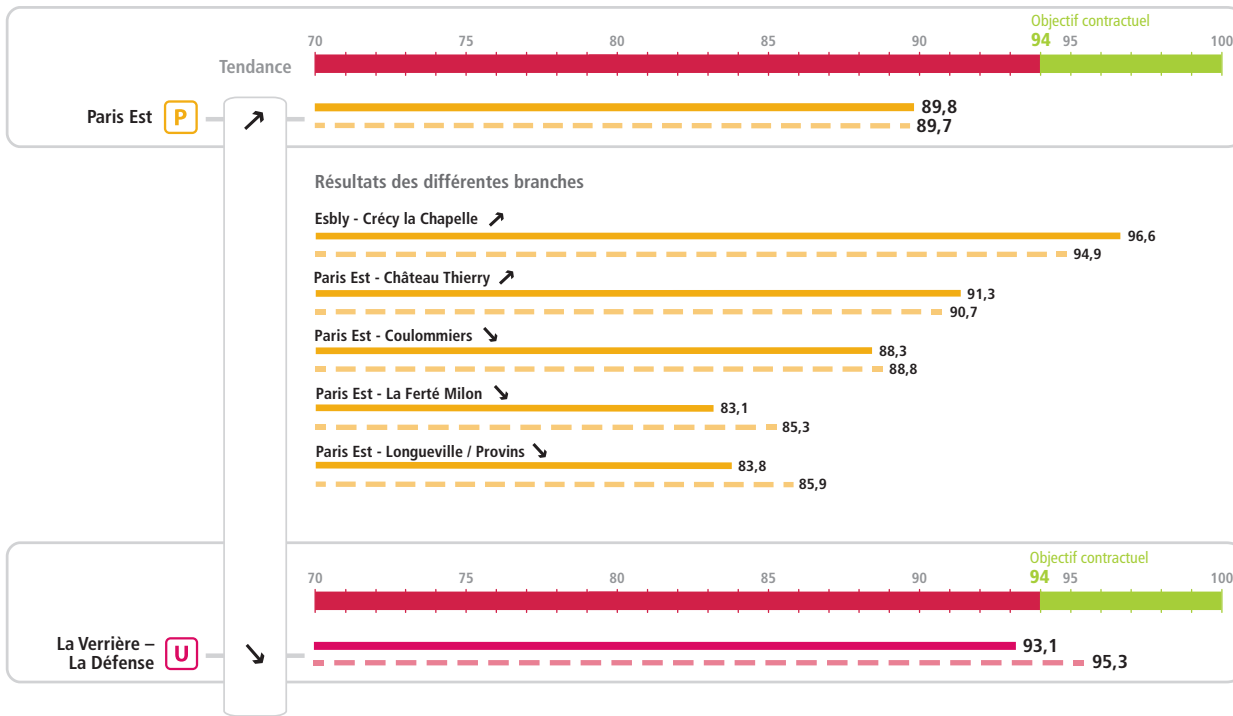 Objectif contractuel
70 75 80 85 90 94 95 100
Tendance
Paris Est P
89,8
89,7
Résultats des différentes branches
Esbly - Crécy la Chapelle
96,6
94,9
Paris Est - Château Thierry
91,3
90,7
Paris Est - Coulommiers
88,3
88,8
Paris Est - La Ferté Milon
83,1
85,3
Paris Est - Longueville / Provins
83,8
85,9
Objectif contractuel
70 75 80 85 90 94 95 100
La Verrière –
La Défense U
93,1
95,3